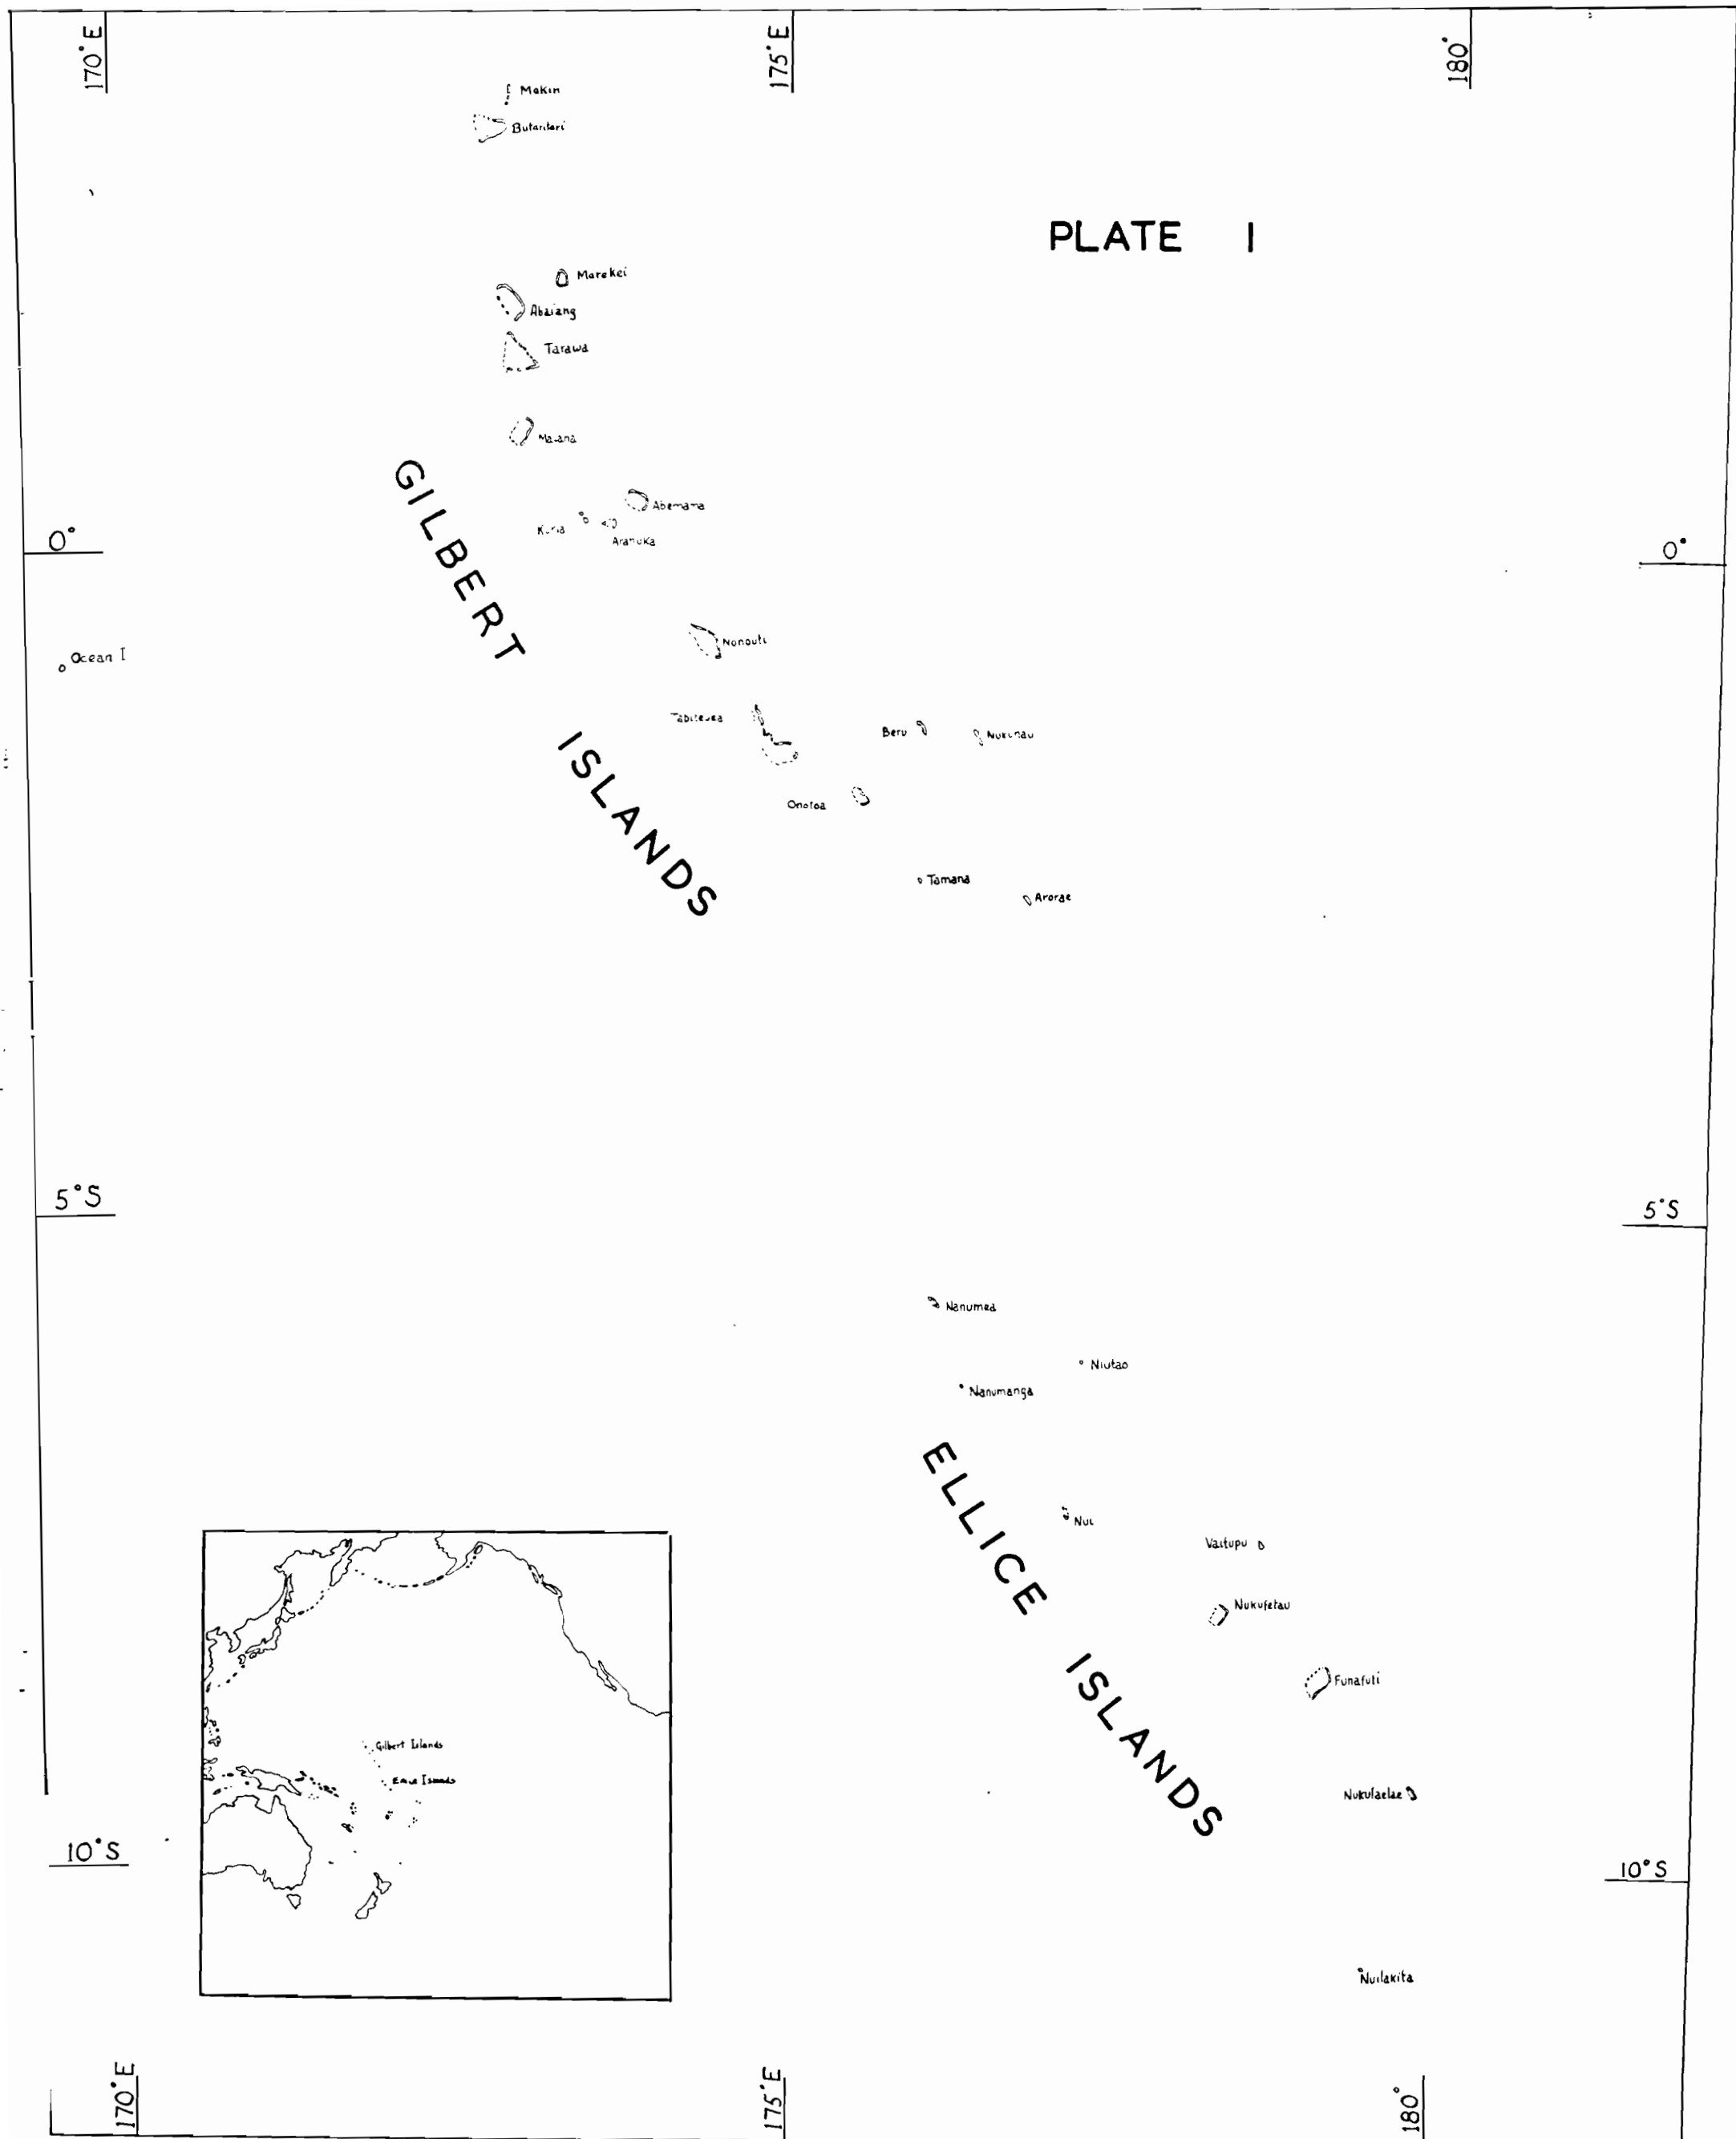 170°E
175°E
180°
Makin
Butaritari
PLATE I
Marakei
Abaiang
Tarawa
Maiana
GILBERT ISLANDS
Abemama
Kuria
Aranuka
0°
0°
Ocean I
Nonouti
Tabiteuea
Beru
Nukunau
Onotoa
Tamana
Arorae
5°S
5°S
Nanumea
Niutao
Nanumanga
ELLICE ISLANDS
Nui
Vaitupu
Nukufetau
Funafuti
Gilbert Islands
Ellice Islands
Nukulaelae
10°S
10°S
Nuilakita
170°E
175°E
180°